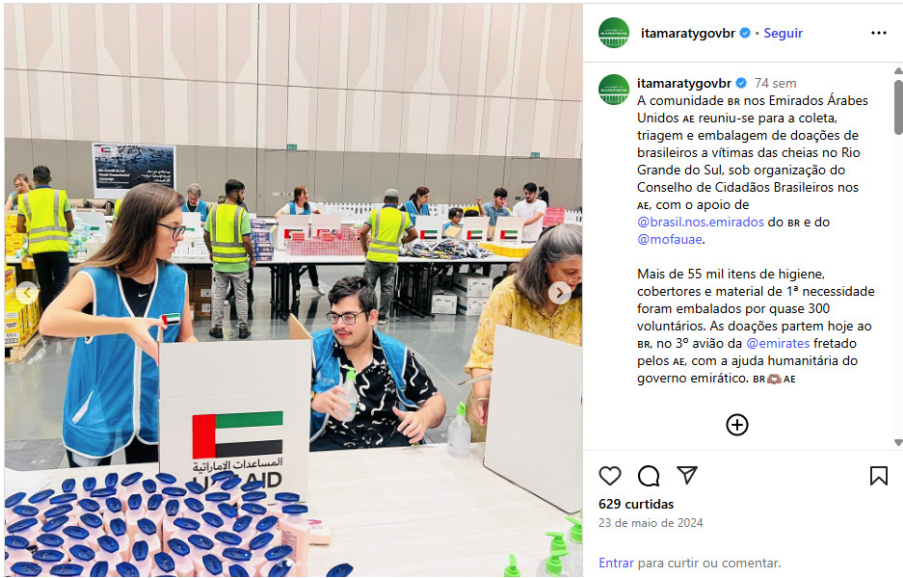 itamaratygovbr • Seguir
itamaratygovbr 74 sem
A comunidade BR nos Emirados Árabes
Unidos AE reuniu-se para a coleta,
triagem e embalagem de doações de
brasileiros a vítimas das cheias no Rio
Grande do Sul, sob organização do
Conselho de Cidadãos Brasileiros nos
AE, com o apoio de
@brasil.nos.emirados do BR e do
@mofauae.
Mais de 55 mil itens de higiene,
cobertores e material de 1ª necessidade
foram embalados por quase 300
voluntários. As doações partem hoje ao
BR, no 3º avião da @emirates fretado
pelos AE, com a ajuda humanitária do
governo emirático. BR🫶🏽AE
629 curtidas
23 de maio de 2024
Entrar para curtir ou comentar.
المساعدات الإماراتية
AID